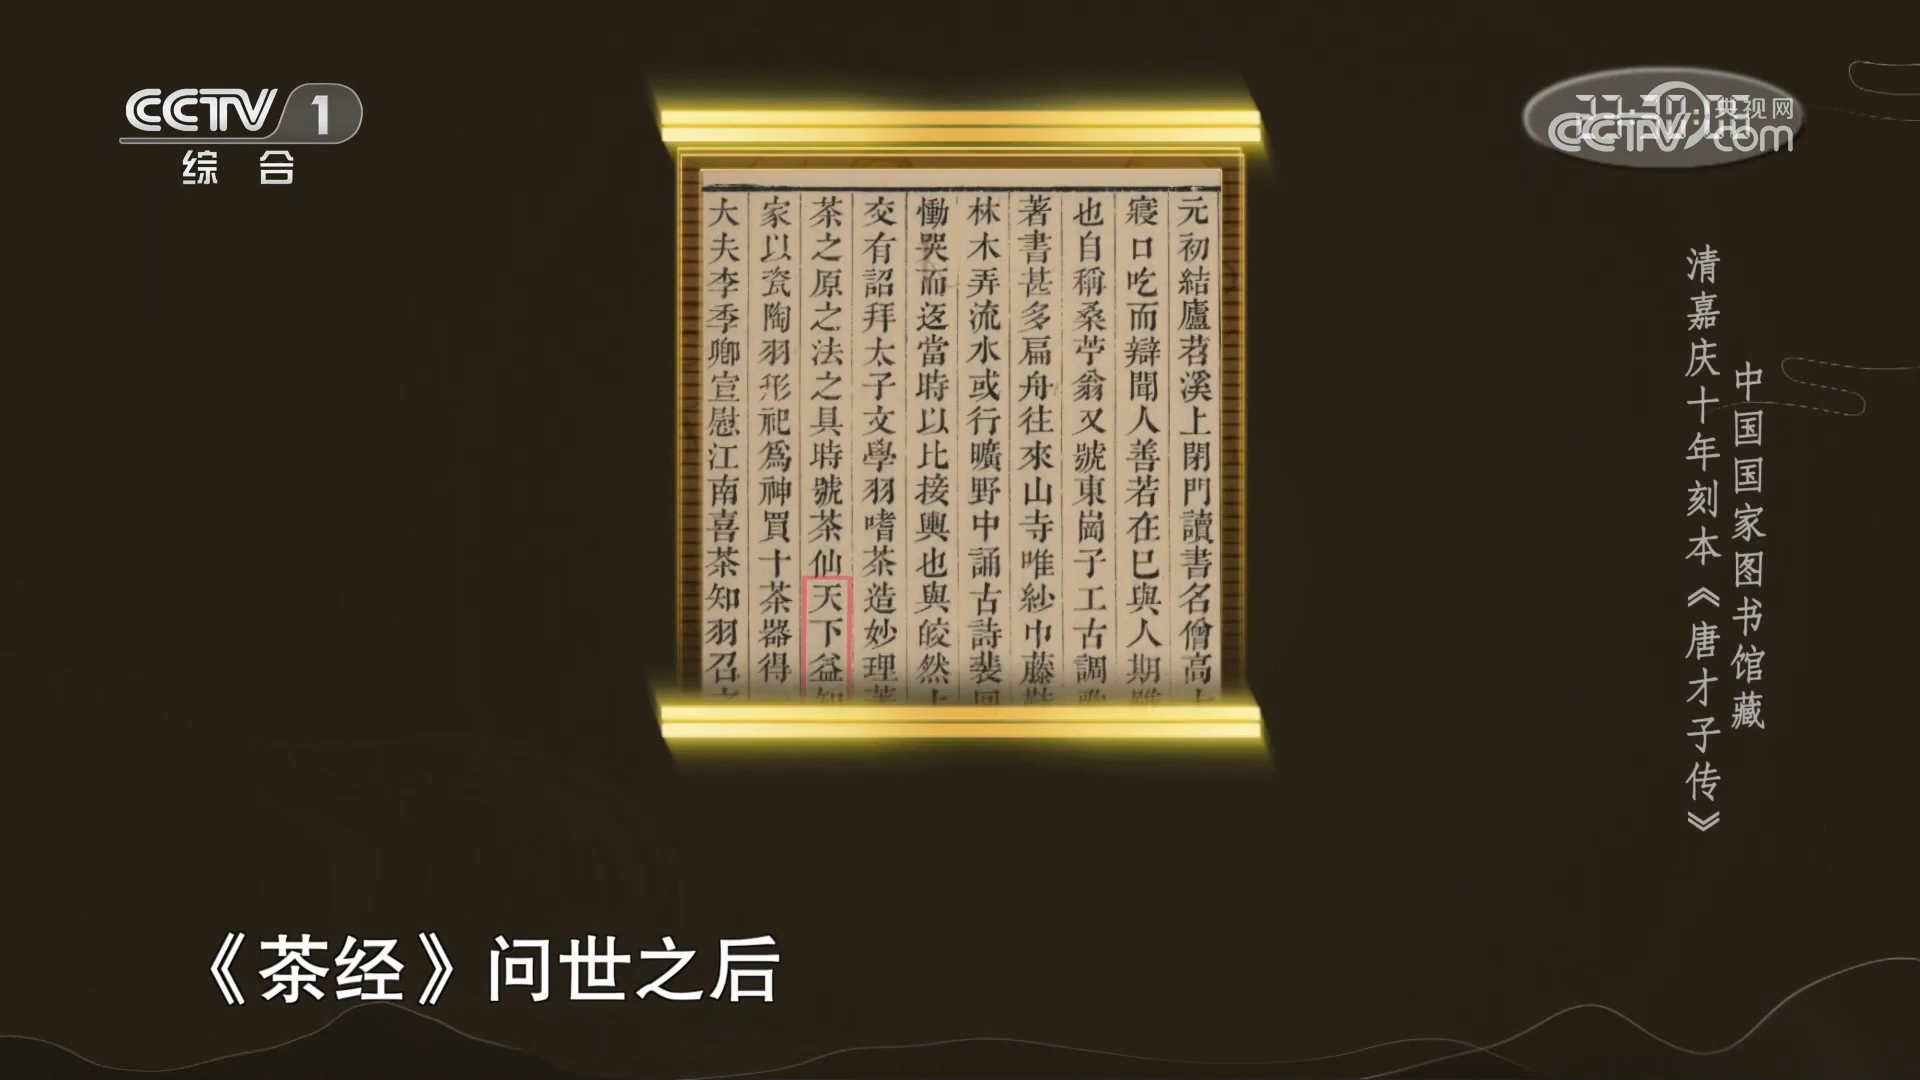 CCTV 1
综 合
央视网
CCTV.com
元初結廬苕溪上閉門讀書名僧高
寢口吃而辯聞人善若在已與人期
也自稱桑苧翁又號東崗子工古調
著書甚多扁舟往來山寺唯紗巾藤
林木弄流水或行曠野中誦古詩裴
慟哭而返當時以比接輿也與皎然
交有詔拜太子文學羽嗜茶造妙理
茶之原之法之具時號茶仙天下益知
家以瓷陶羽形祀爲神買十茶器得
大夫李季卿宣慰江南喜茶知羽召
中国国家图书馆藏
清嘉庆十年刻本《唐才子传》
《茶经》问世之后